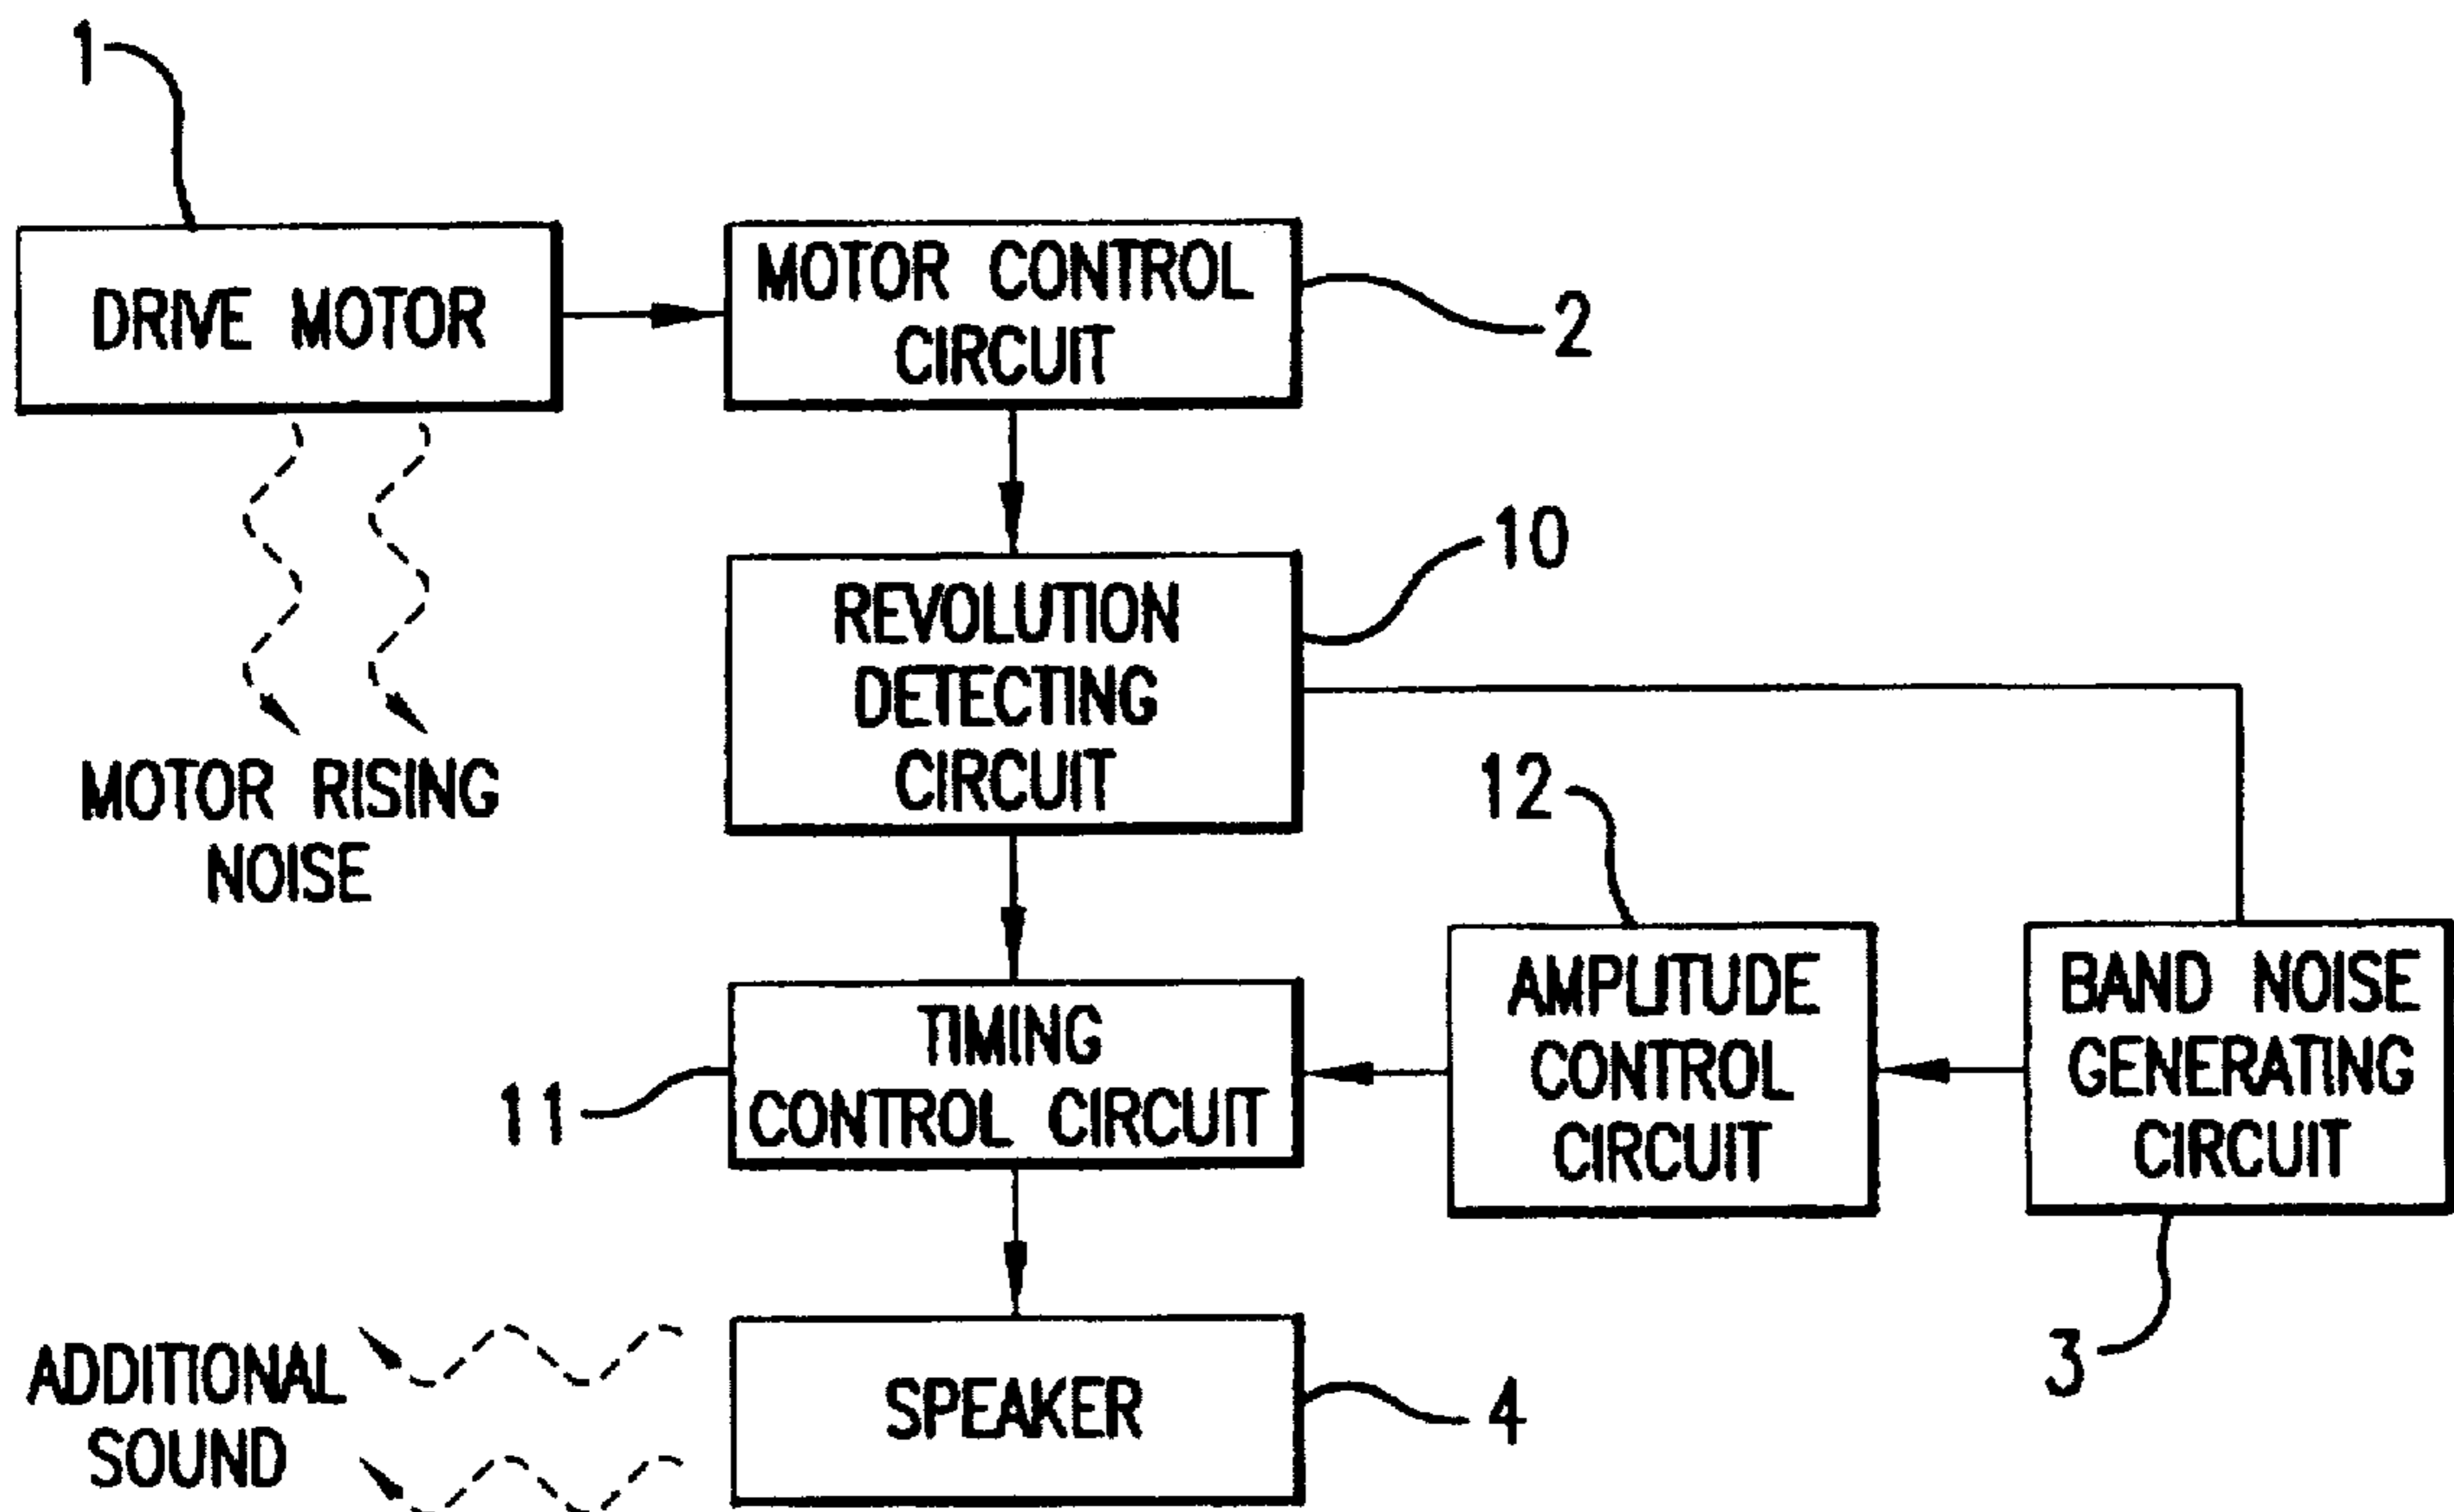 1
DRIVE MOTOR
MOTOR CONTROL
CIRCUIT
2
10
REVOLUTION
DETECTING
CIRCUIT
MOTOR RISING
NOISE
12
TIMING
CONTROL CIRCUIT
11
AMPLITUDE
CONTROL
CIRCUIT
BAND NOISE
GENERATING
CIRCUIT
3
ADDITIONAL
SOUND
SPEAKER
4